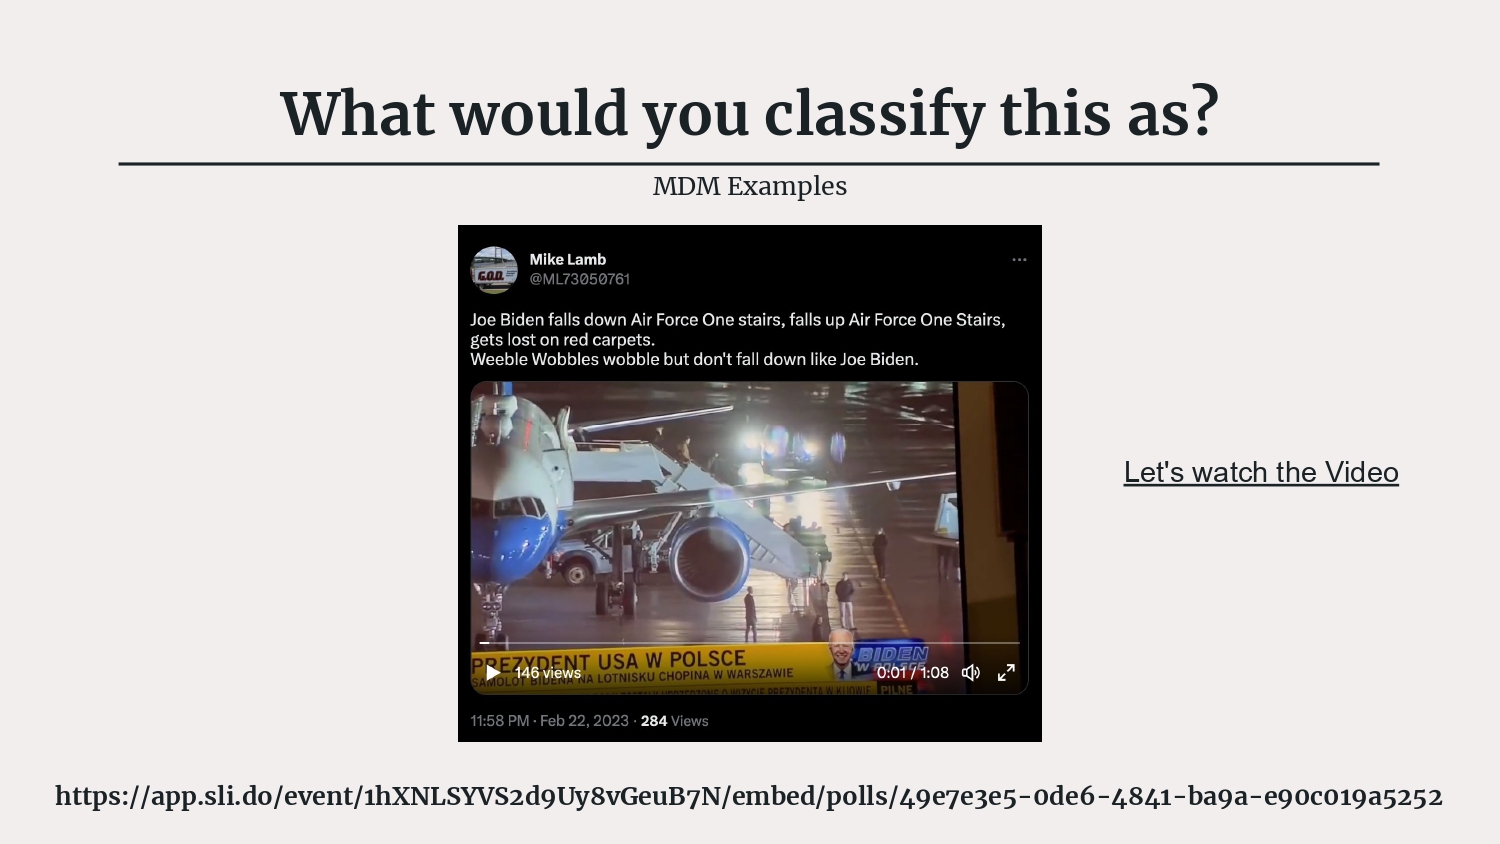 What would you classify this as?
MDM Examples
Mike Lamb
@ML73050761
Joe Biden falls down Air Force One stairs, falls up Air Force One Stairs,
gets lost on red carpets.
Weeble Wobbles wobble but don't fall down like Joe Biden.
G.O.D.
Let's watch the Video
PREZYDENT USA W POLSCE
BIDEN
W POLSCE
146 views
0:01 / 1:08
SAMOLOT BIDENA NA LOTNISKU CHOPINA W WARSZAWIE
O WIZYCIE PREZYDENTA W KIJOWIE
PILNE
11:58 PM · Feb 22, 2023 · 284 Views
https://app.sli.do/event/1hXNLSYVS2d9Uy8vGeuB7N/embed/polls/49e7e3e5-0de6-4841-ba9a-e90c019a5252